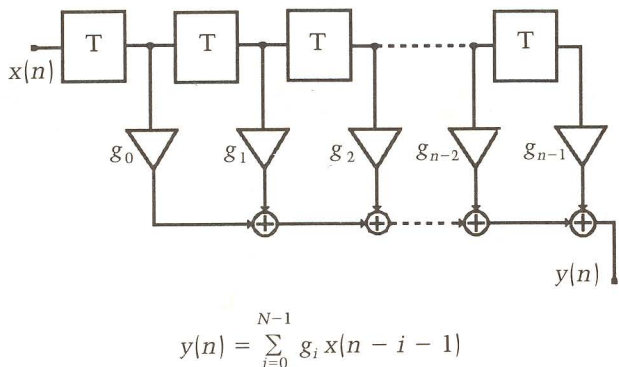 T T T T
x(n)
g₀ g₁ g₂ gₙ₋₂ gₙ₋₁
y(n)
N−1
y(n) = Σ gᵢ x(n − i − 1)
i=0